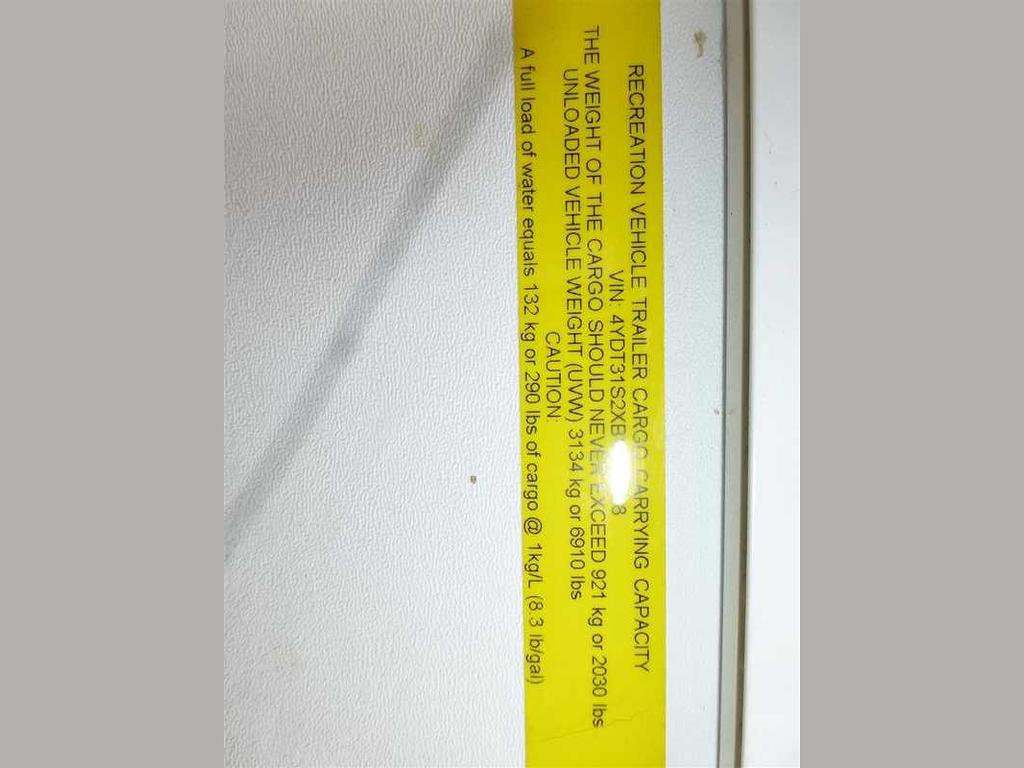 RECREATION VEHICLE TRAILER CARGO CARRYING CAPACITY
VIN:
THE WEIGHT OF THE CARGO SHOULD NEVER EXCEED 921 kg or 2030 lbs
UNLOADED VEHICLE WEIGHT (UVW) 3134 kg or 6910 lbs
CAUTION:
A full load of water equals 132 kg or 290 lbs of cargo @ 1kg/L (8.3 lb/gal)